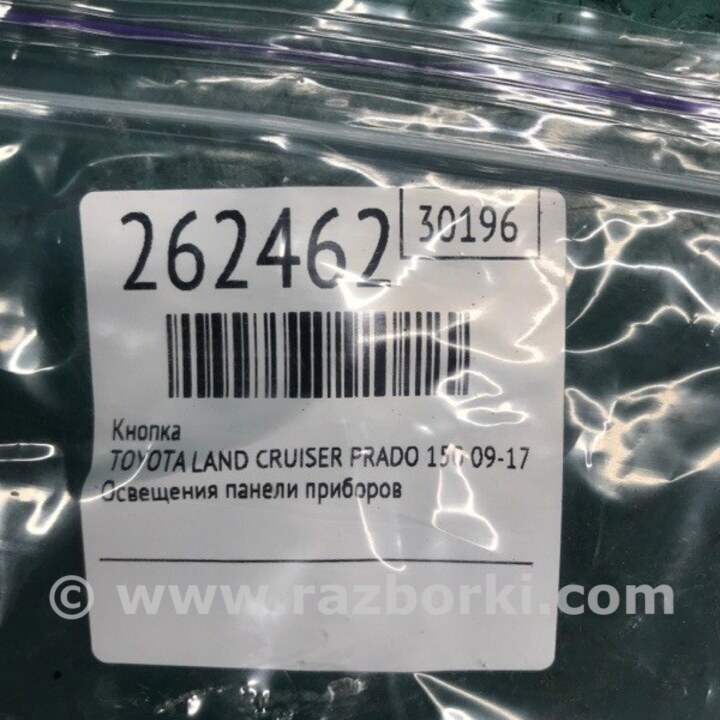 262462
30196
Кнопка
TOYOTA LAND CRUISER PRADO 150 09-17
Освещения панели приборов
© www.razborki.com